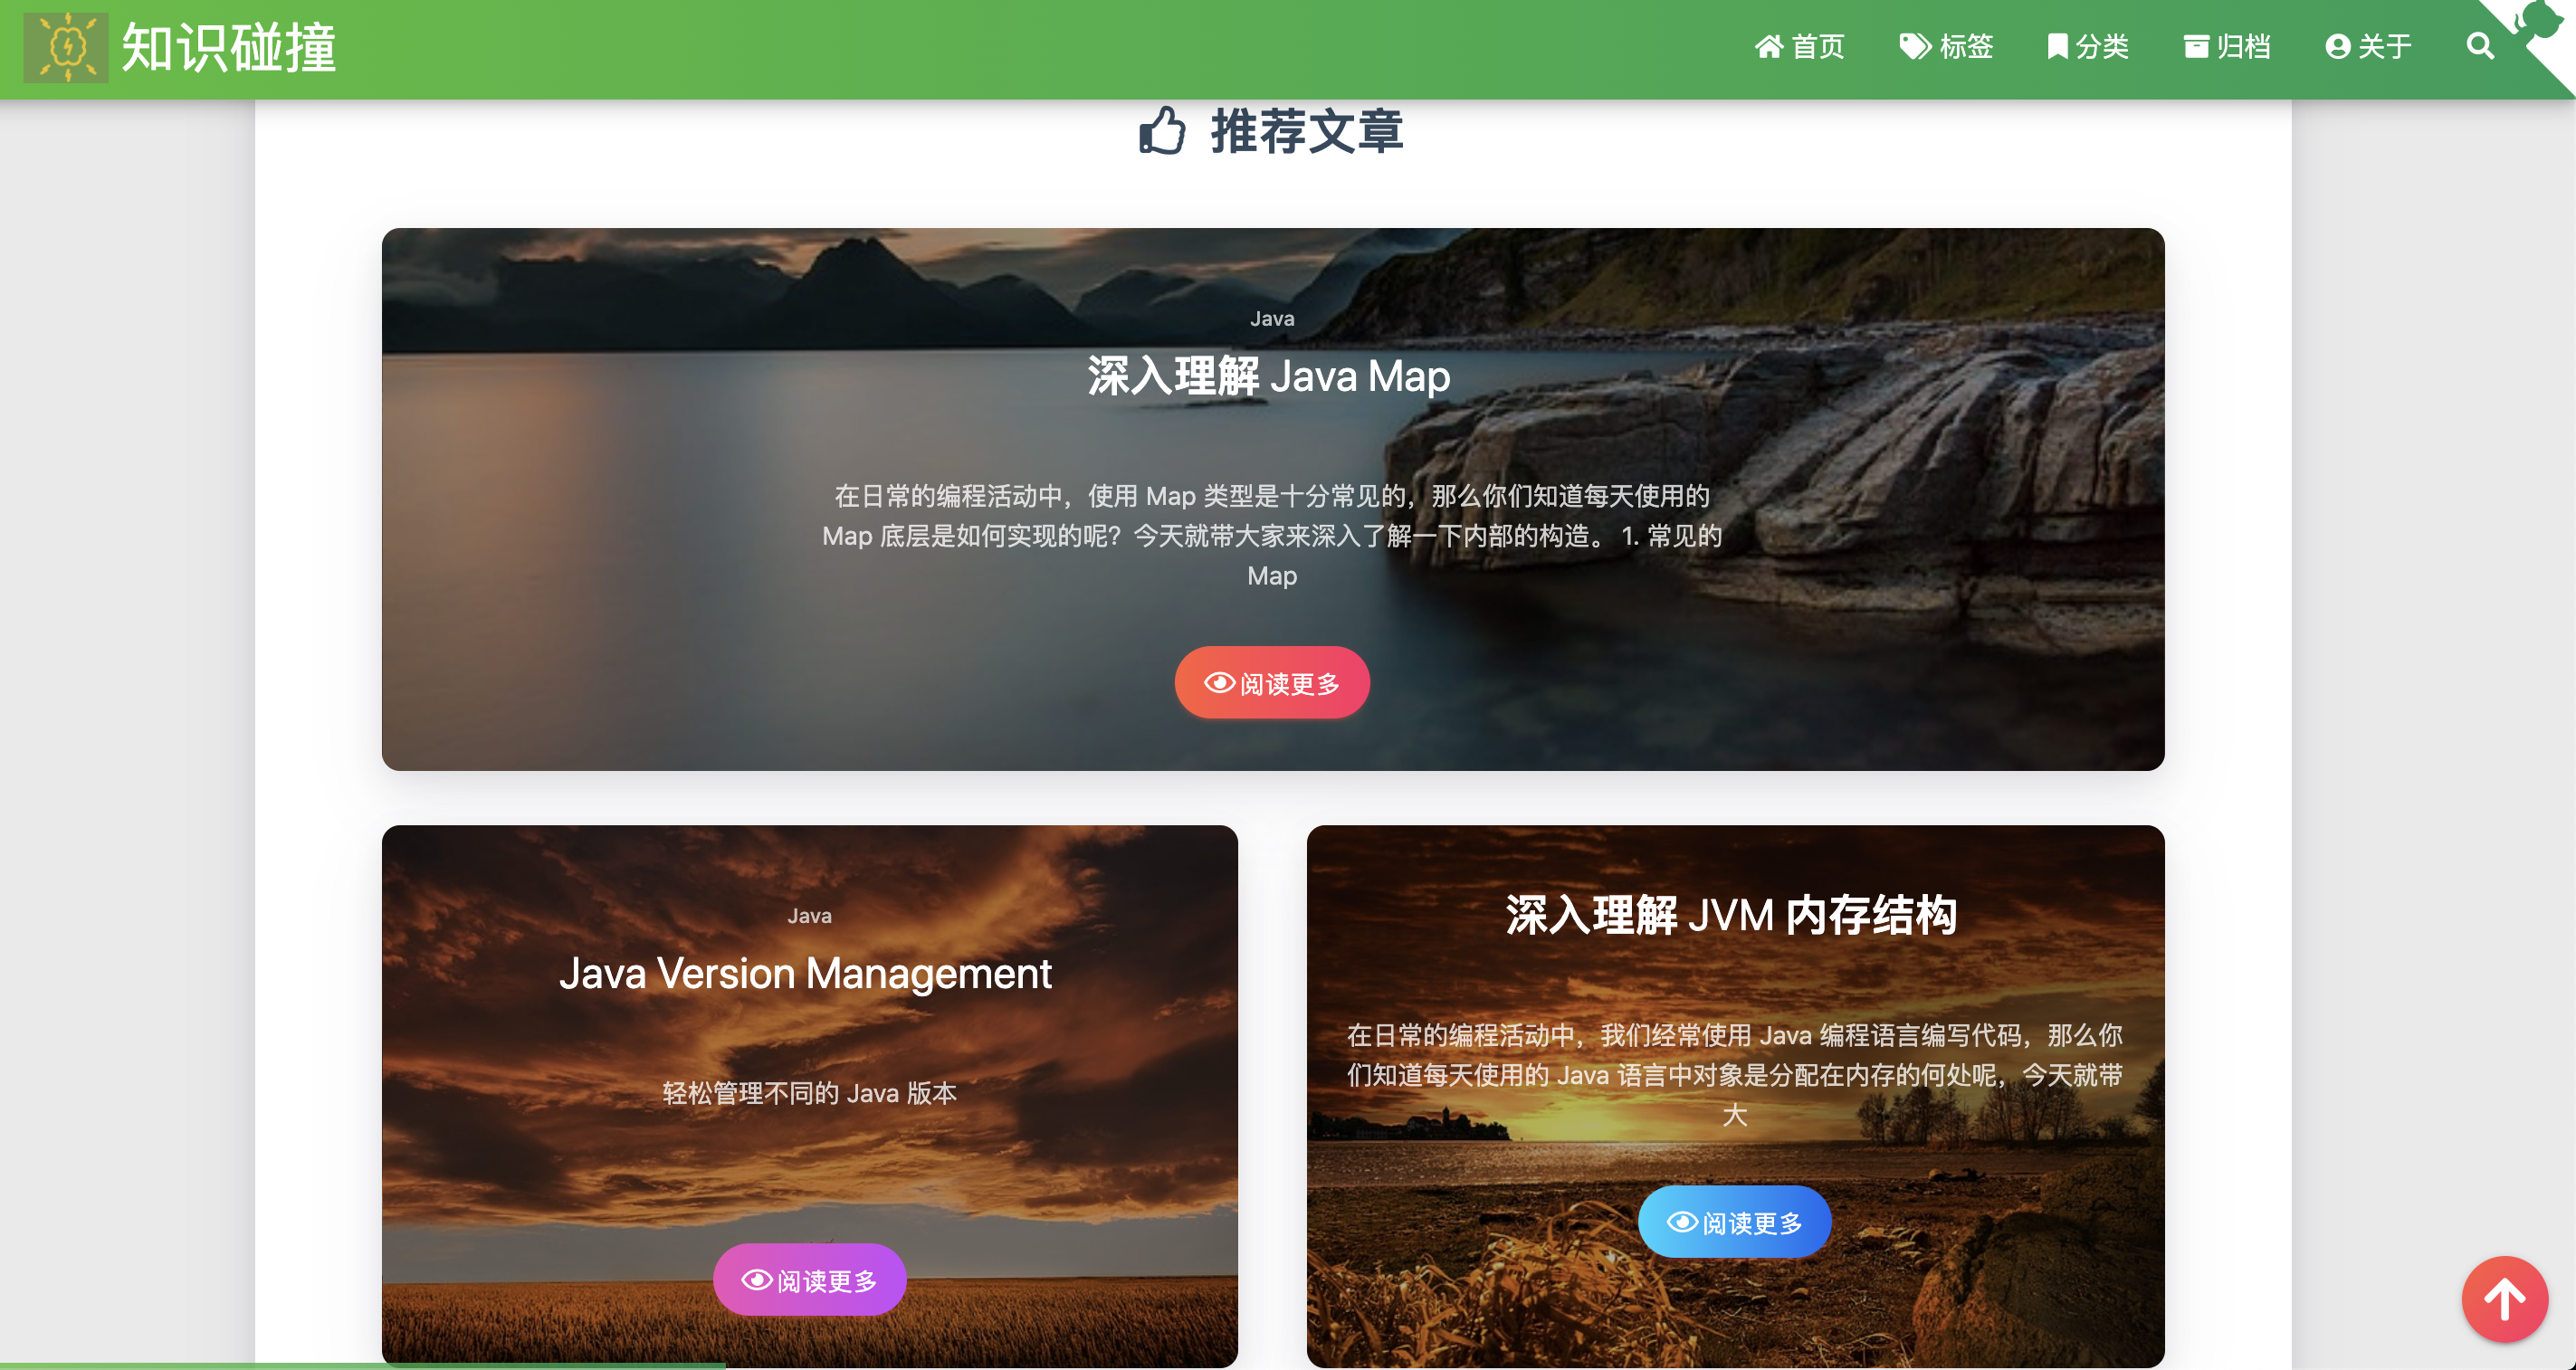 知识碰撞
首页 标签 分类 归档 关于
推荐文章
Java
深入理解 Java Map
在日常的编程活动中，使用 Map 类型是十分常见的，那么你们知道每天使用的
Map 底层是如何实现的呢？今天就带大家来深入了解一下内部的构造。 1. 常见的
Map
阅读更多
Java
Java Version Management
轻松管理不同的 Java 版本
阅读更多
深入理解 JVM 内存结构
在日常的编程活动中，我们经常使用 Java 编程语言编写代码，那么你
们知道每天使用的 Java 语言中对象是分配在内存的何处呢，今天就带
大
阅读更多